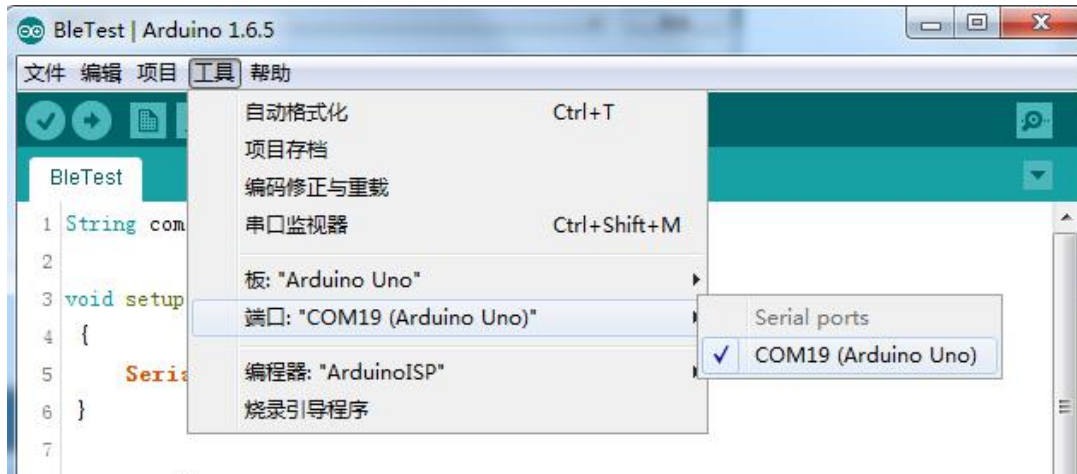 BleTest | Arduino 1.6.5
文件 编辑 项目 工具 帮助
自动格式化 Ctrl+T
项目存档
编码修正与重载
串口监视器 Ctrl+Shift+M
板: "Arduino Uno"
端口: "COM19 (Arduino Uno)"
编程器: "ArduinoISP"
烧录引导程序
Serial ports
COM19 (Arduino Uno)
BleTest
1 String com
2
3 void setup
4 {
5 Seria
6 }
7